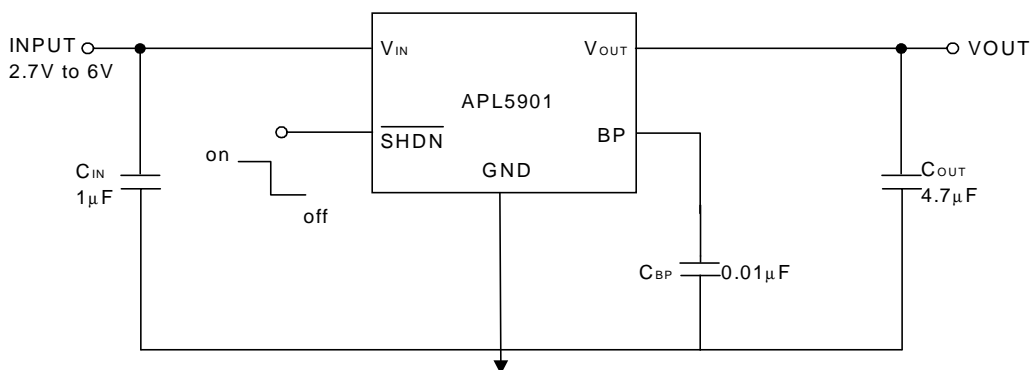 INPUT
2.7V to 6V
VIN
VOUT
VOUT
APL5901
SHDN
BP
GND
on
off
CIN
1μF
COUT
4.7μF
CBP
0.01μF